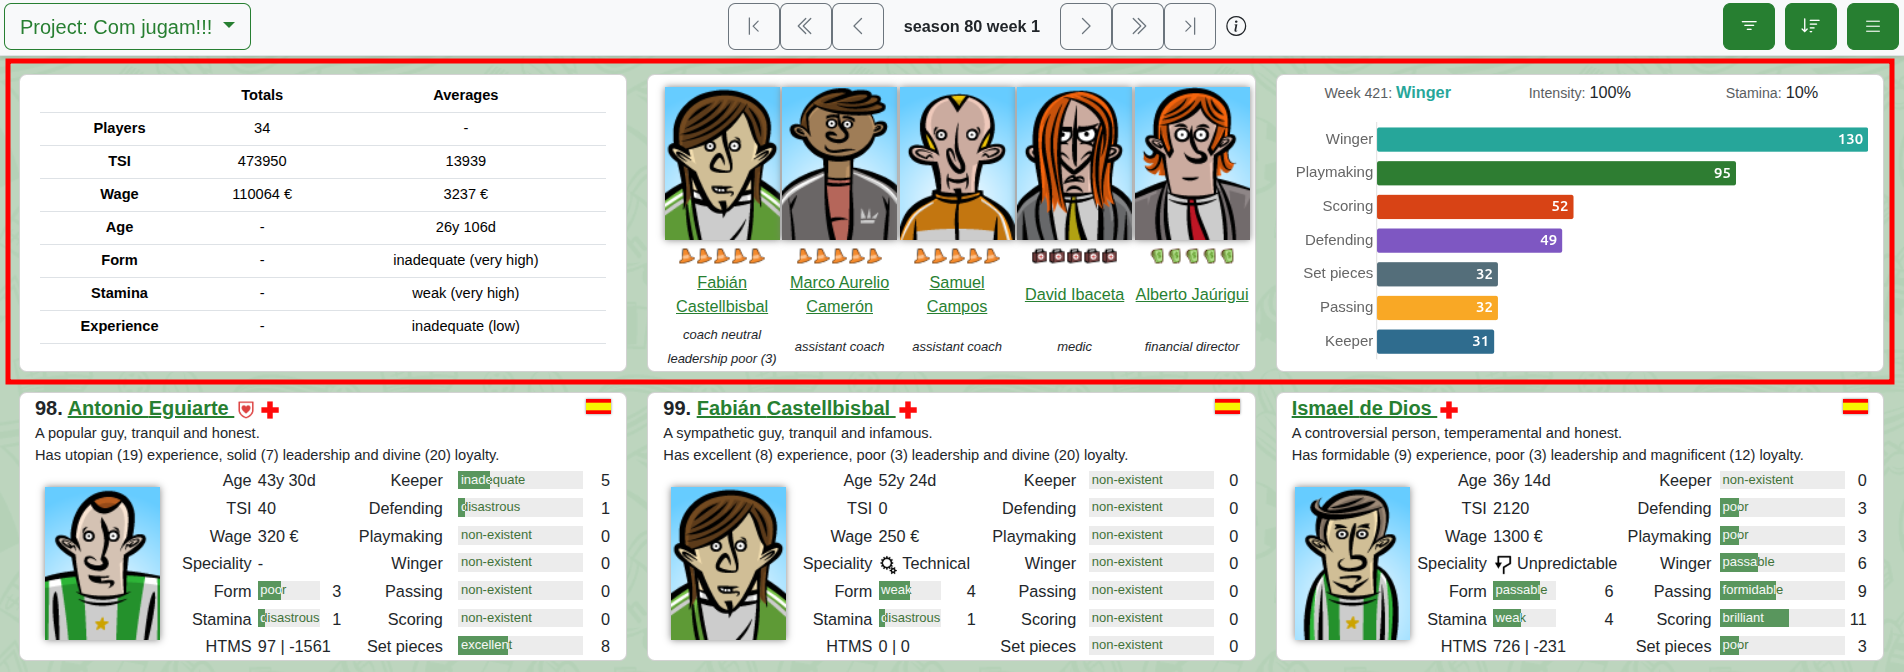 Project: Com jugam!!!
season 80 week 1
Totals Averages
Players 34 -
TSI 473950 13939
Wage 110064 € 3237 €
Age - 26y 106d
Form - inadequate (very high)
Stamina - weak (very high)
Experience - inadequate (low)
Fabián
Castellbisbal
coach neutral
leadership poor (3)
Marco Aurelio
Camerón
assistant coach
Samuel
Campos
assistant coach
David Ibaceta
medic
Alberto Jaúrigui
financial director
Week 421: Winger Intensity: 100% Stamina: 10%
Winger 130
Playmaking 95
Scoring 52
Defending 49
Set pieces 32
Passing 32
Keeper 31
98. Antonio Eguiarte
A popular guy, tranquil and honest.
Has utopian (19) experience, solid (7) leadership and divine (20) loyalty.
Age 43y 30d Keeper inadequate 5
TSI 40 Defending disastrous 1
Wage 320 € Playmaking non-existent 0
Speciality - Winger non-existent 0
Form poor 3 Passing non-existent 0
Stamina disastrous 1 Scoring non-existent 0
HTMS 97 | -1561 Set pieces excellent 8
99. Fabián Castellbisbal
A sympathetic guy, tranquil and infamous.
Has excellent (8) experience, poor (3) leadership and divine (20) loyalty.
Age 52y 24d Keeper non-existent 0
TSI 0 Defending non-existent 0
Wage 250 € Playmaking non-existent 0
Speciality Technical Winger non-existent 0
Form weak 4 Passing non-existent 0
Stamina disastrous 1 Scoring non-existent 0
HTMS 0 | 0 Set pieces non-existent 0
Ismael de Dios
A controversial person, temperamental and honest.
Has formidable (9) experience, poor (3) leadership and magnificent (12) loyalty.
Age 36y 14d Keeper non-existent 0
TSI 2120 Defending poor 3
Wage 1300 € Playmaking poor 3
Speciality Unpredictable Winger passable 6
Form passable 6 Passing formidable 9
Stamina weak 4 Scoring brilliant 11
HTMS 726 | -231 Set pieces poor 3